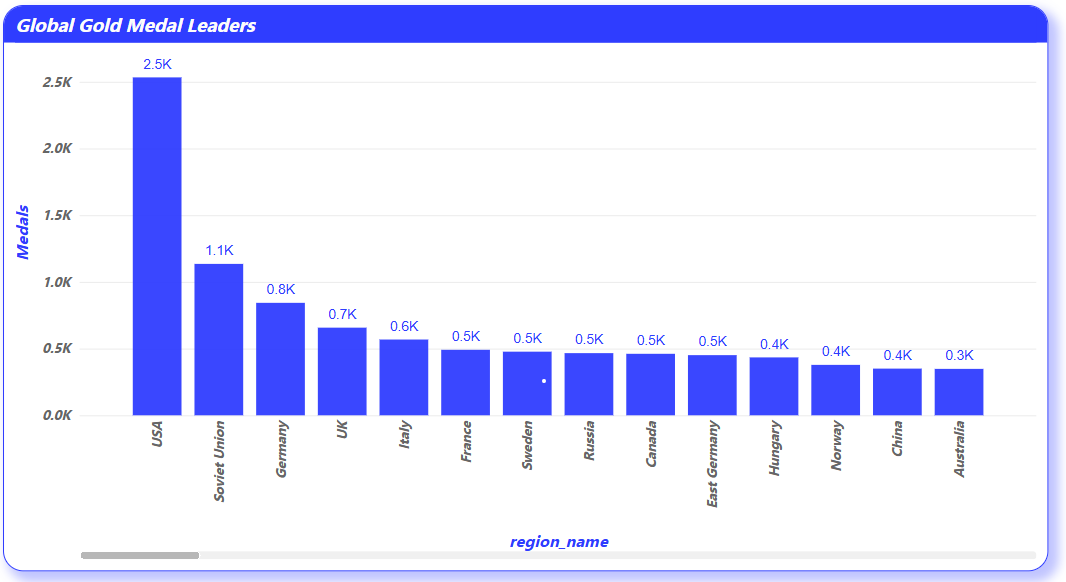 Global Gold Medal Leaders
2.5K
2.0K
1.5K
1.0K
0.5K
0.0K
Medals
2.5K
1.1K
0.8K
0.7K
0.6K
0.5K
0.5K
0.5K
0.5K
0.5K
0.4K
0.4K
0.4K
0.3K
USA
Soviet Union
Germany
UK
Italy
France
Sweden
Russia
Canada
East Germany
Hungary
Norway
China
Australia
region_name